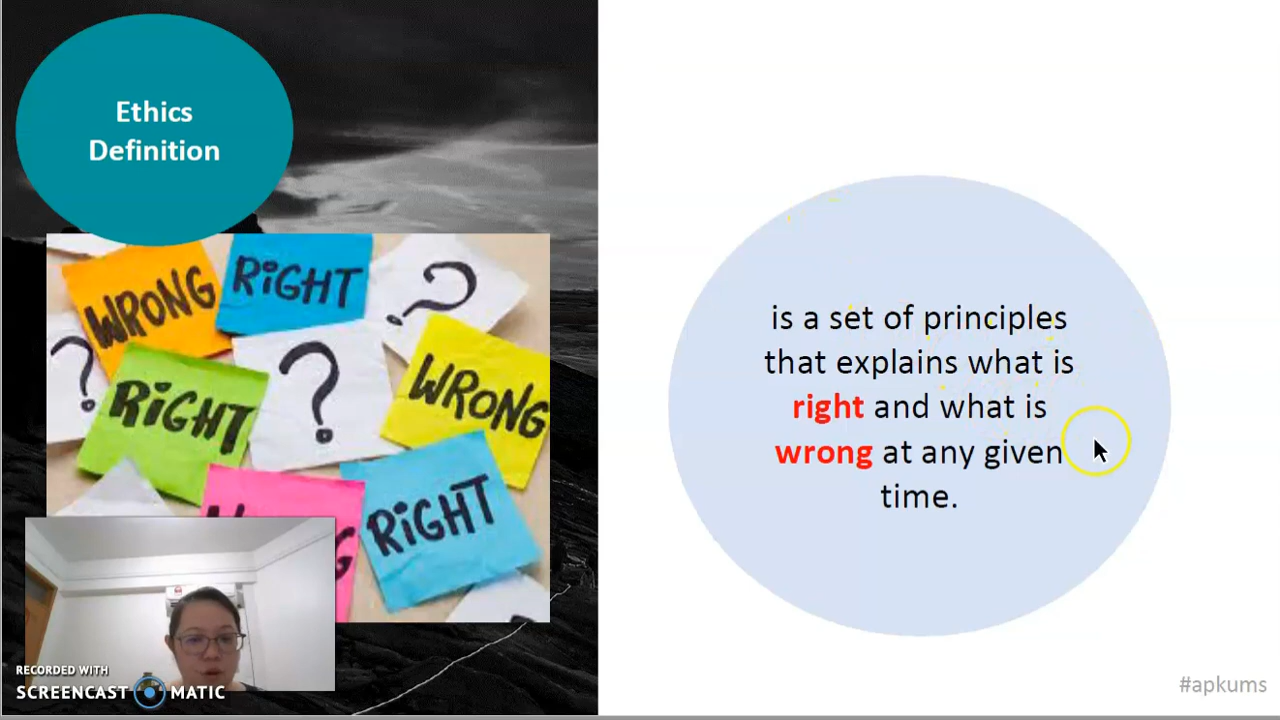 Ethics
Definition
WRONG
RIGHT
?
?
?
WRONG
RIGHT
RIGHT
is a set of principles
that explains what is
right and what is
wrong at any given
time.
RECORDED WITH
SCREENCAST MATIC
#apkums